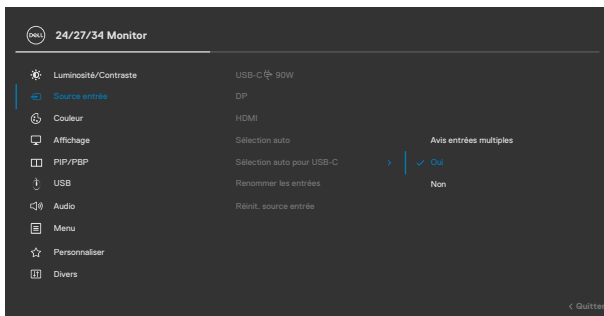 DELL
24/27/34 Monitor
Luminosité/Contraste
USB-C 90W
Source entrée
DP
Couleur
HDMI
Affichage
Sélection auto
Avis entrées multiples
PIP/PBP
Sélection auto pour USB-C
Oui
USB
Renommer les entrées
Non
Audio
Réinit. source entrée
Menu
Personnaliser
Divers
Quitter